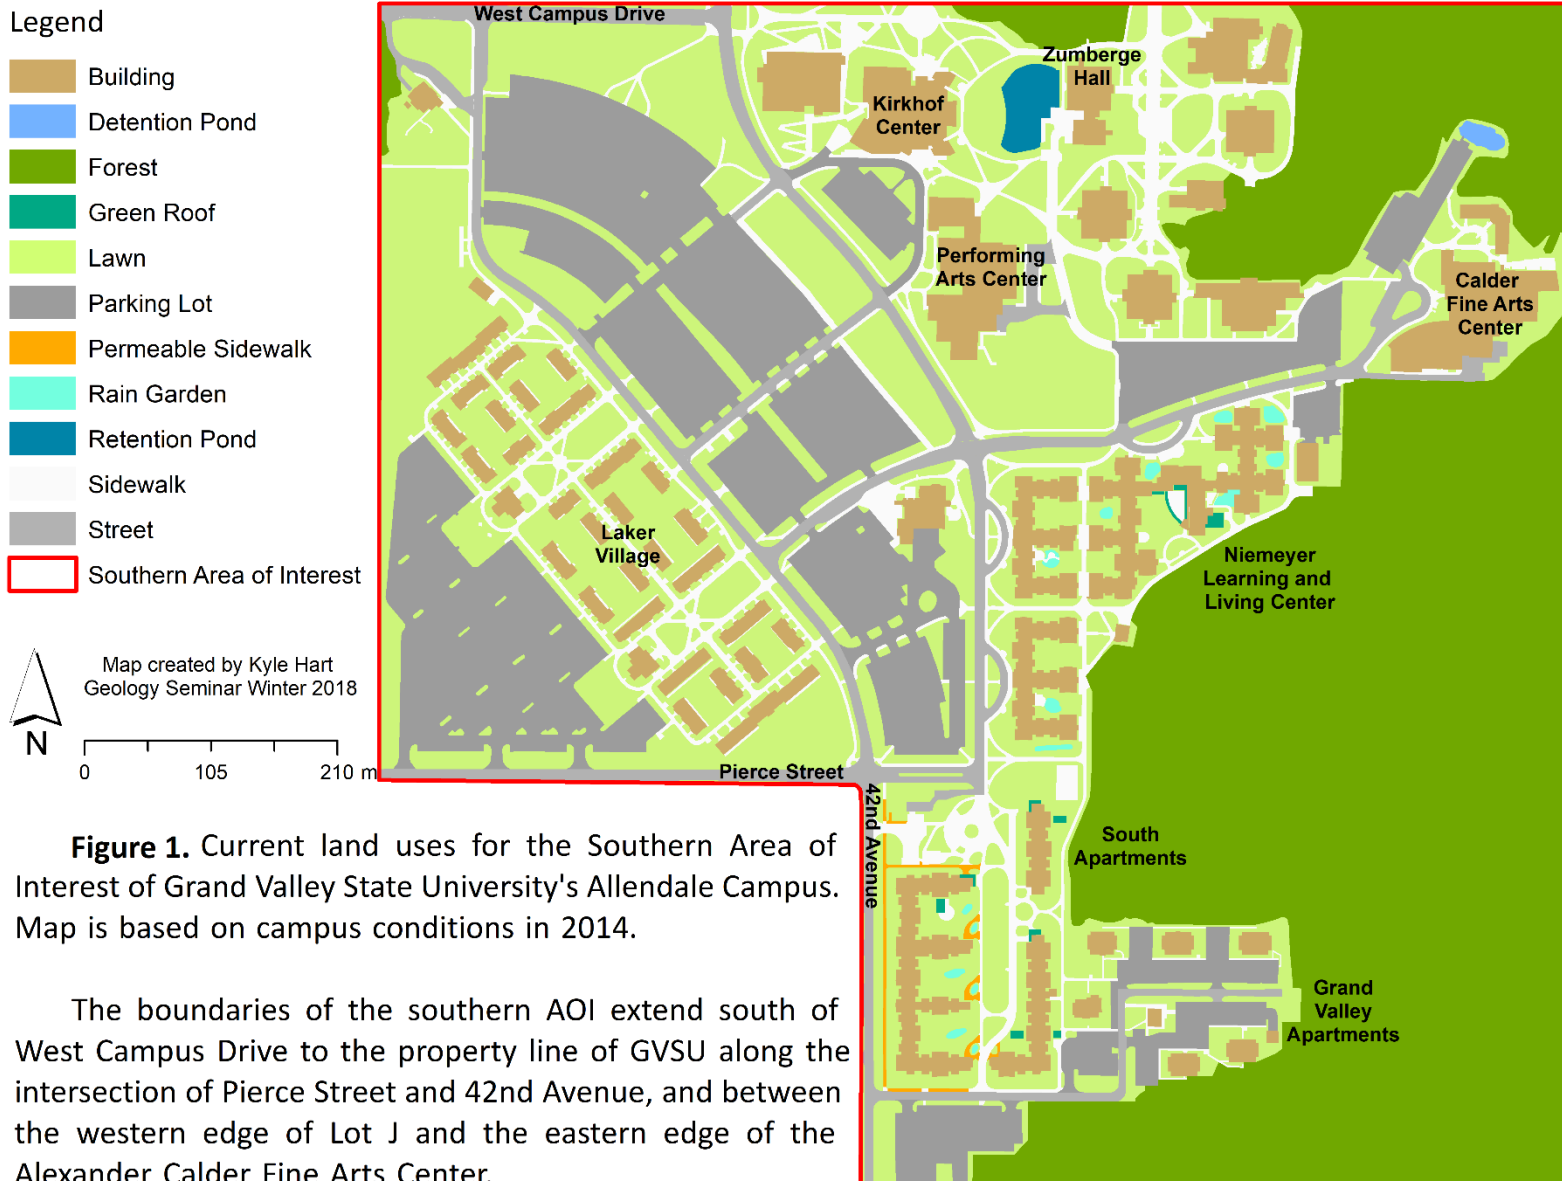 Legend
Building
Detention Pond
Forest
Green Roof
Lawn
Parking Lot
Permeable Sidewalk
Rain Garden
Retention Pond
Sidewalk
Street
Southern Area of Interest
Map created by Kyle Hart
Geology Seminar Winter 2018
N
0 105 210 m
West Campus Drive
Zumberge
Hall
Kirkhof
Center
Performing
Arts Center
Calder
Fine Arts
Center
Laker
Village
Niemeyer
Learning and
Living Center
Pierce Street
42nd Avenue
South
Apartments
Grand
Valley
Apartments
Figure 1. Current land uses for the Southern Area of
Interest of Grand Valley State University's Allendale Campus.
Map is based on campus conditions in 2014.
The boundaries of the southern AOI extend south of
West Campus Drive to the property line of GVSU along the
intersection of Pierce Street and 42nd Avenue, and between
the western edge of Lot J and the eastern edge of the
Alexander Calder Fine Arts Center.